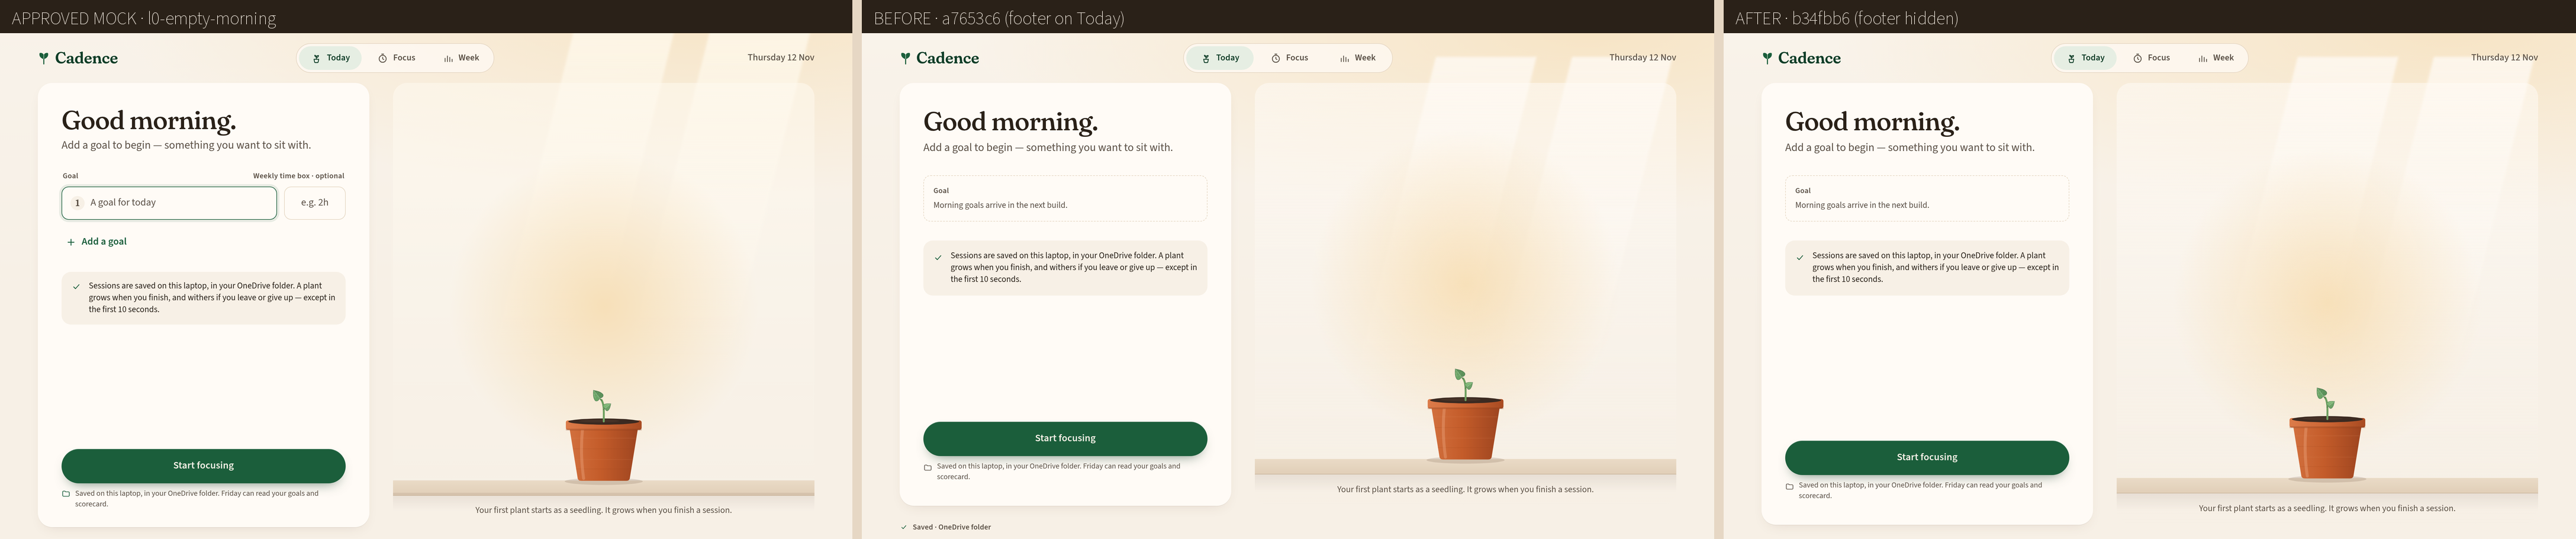 APPROVED MOCK · l0-empty-morning
Cadence
Today
Focus
Week
Thursday 12 Nov
Good morning.
Add a goal to begin — something you want to sit with.
Goal
Weekly time box · optional
1
A goal for today
e.g. 2h
+ Add a goal
Sessions are saved on this laptop, in your OneDrive folder. A plant
grows when you finish, and withers if you leave or give up — except in
the first 10 seconds.
Start focusing
Saved on this laptop, in your OneDrive folder. Friday can read your goals and
scorecard.
Your first plant starts as a seedling. It grows when you finish a session.
BEFORE · a7653c6 (footer on Today)
Cadence
Today
Focus
Week
Thursday 12 Nov
Good morning.
Add a goal to begin — something you want to sit with.
Goal
Morning goals arrive in the next build.
Sessions are saved on this laptop, in your OneDrive folder. A plant
grows when you finish, and withers if you leave or give up — except in
the first 10 seconds.
Start focusing
Saved on this laptop, in your OneDrive folder. Friday can read your goals and
scorecard.
Your first plant starts as a seedling. It grows when you finish a session.
Saved · OneDrive folder
AFTER · b34fbb6 (footer hidden)
Cadence
Today
Focus
Week
Thursday 12 Nov
Good morning.
Add a goal to begin — something you want to sit with.
Goal
Morning goals arrive in the next build.
Sessions are saved on this laptop, in your OneDrive folder. A plant
grows when you finish, and withers if you leave or give up — except in
the first 10 seconds.
Start focusing
Saved on this laptop, in your OneDrive folder. Friday can read your goals and
scorecard.
Your first plant starts as a seedling. It grows when you finish a session.